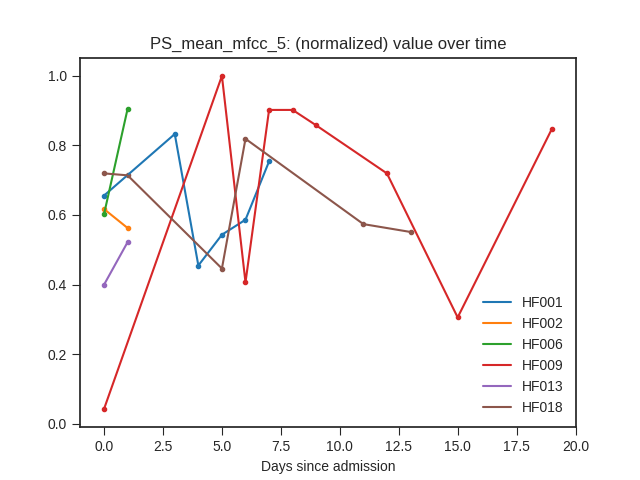 PS_mean_mfcc_5: (normalized) value over time
1.0
0.8
0.6
0.4
0.2
0.0
HF001
HF002
HF006
HF009
HF013
HF018
0.0 2.5 5.0 7.5 10.0 12.5 15.0 17.5 20.0
Days since admission